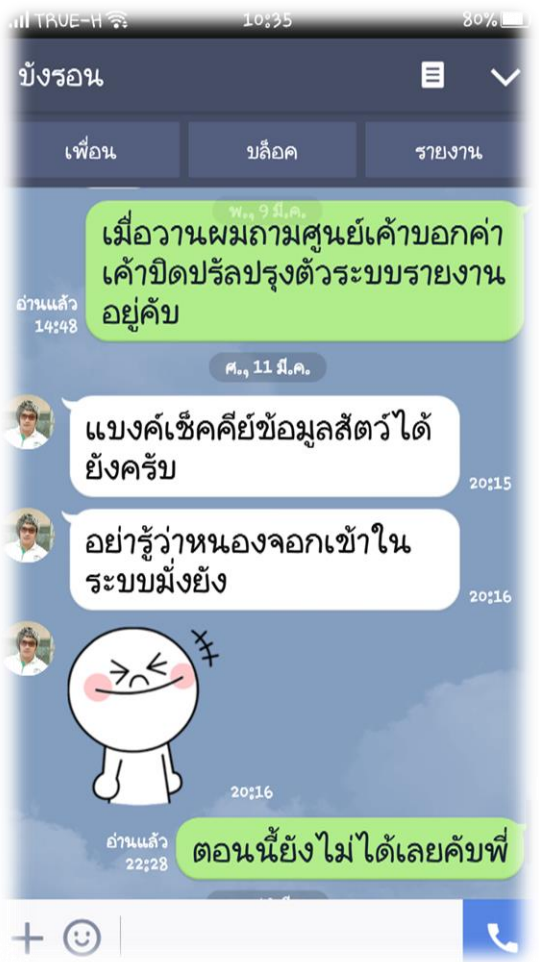 TRUE-H 10:35 80%
บังรอน
เพื่อน บล็อค รายงาน
พ., 9 มี.ค.
เมื่อวานผมถามศูนย์เค้าบอกค่า
เค้าปิดปรัลปรุงตัวระบบรายงาน
อยู่คับ
อ่านแล้ว
14:48
ศ., 11 มี.ค.
แบงค์เช็คคีย์ข้อมูลสัตว์ได้
ยังครับ
20:15
อย่ารู้ว่าหนองจอกเข้าใน
ระบบมั่งยัง
20:16
20:16
ตอนนี้ยังไม่ได้เลยคับพี่
อ่านแล้ว
22:28